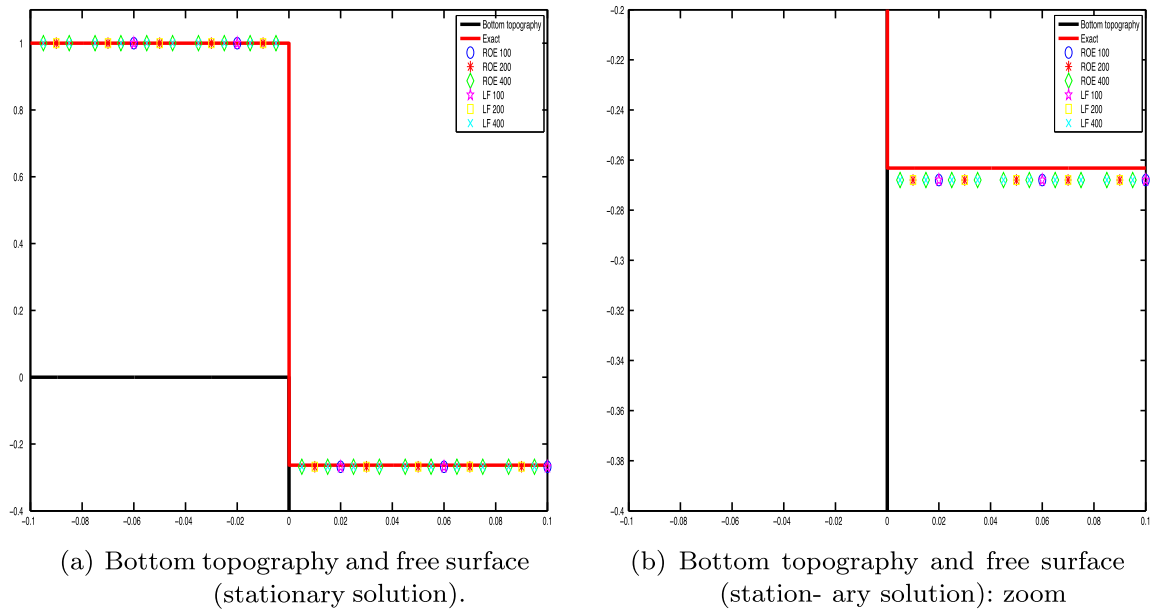 1
0.8
0.6
0.4
0.2
0
−0.2
−0.4
−0.1
−0.08
−0.06
−0.04
−0.02
0
0.02
0.04
0.06
0.08
0.1
Bottom topography
Exact
ROE 100
ROE 200
ROE 400
LF 100
LF 200
LF 400
(a) Bottom topography and free surface
(stationary solution).
−0.2
−0.22
−0.24
−0.26
−0.28
−0.3
−0.32
−0.34
−0.36
−0.38
−0.4
−0.1
−0.08
−0.06
−0.04
−0.02
0
0.02
0.04
0.06
0.08
0.1
Bottom topography
Exact
ROE 100
ROE 200
ROE 400
LF 100
LF 200
LF 400
(b) Bottom topography and free surface
(station- ary solution): zoom